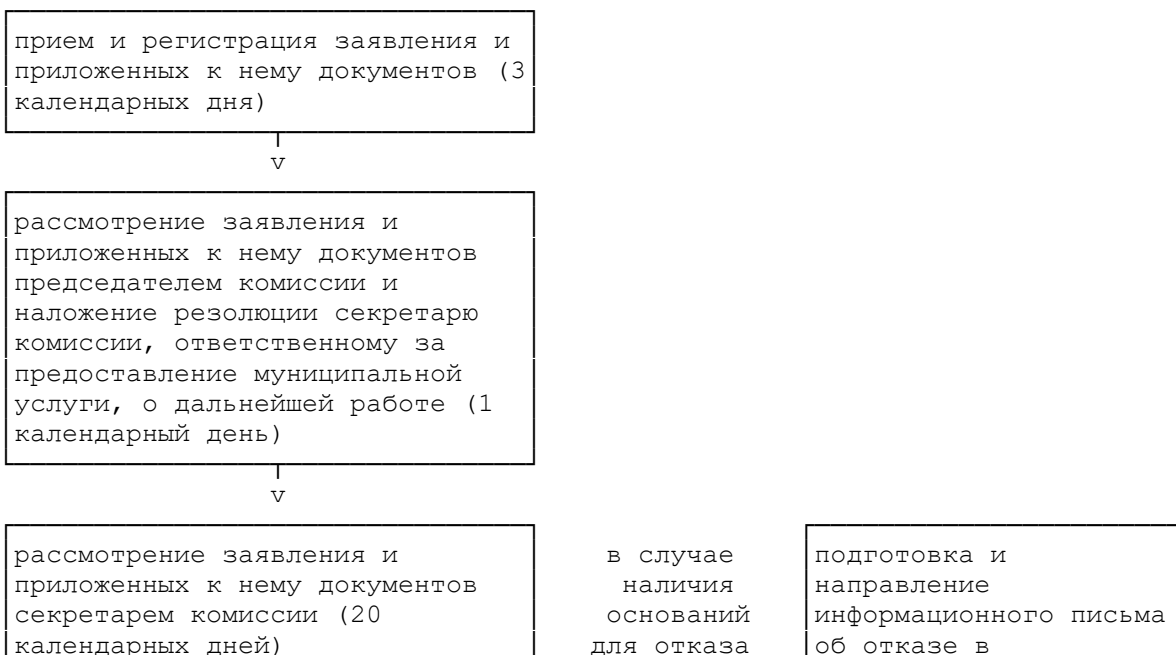 прием и регистрация заявления и
приложенных к нему документов (3
календарных дня)
v
рассмотрение заявления и
приложенных к нему документов
председателем комиссии и
наложение резолюции секретарю
комиссии, ответственному за
предоставление муниципальной
услуги, о дальнейшей работе (1
календарный день)
v
рассмотрение заявления и
приложенных к нему документов
секретарем комиссии (20
календарных дней)
в случае
наличия
оснований
для отказа
подготовка и
направление
информационного письма
об отказе в